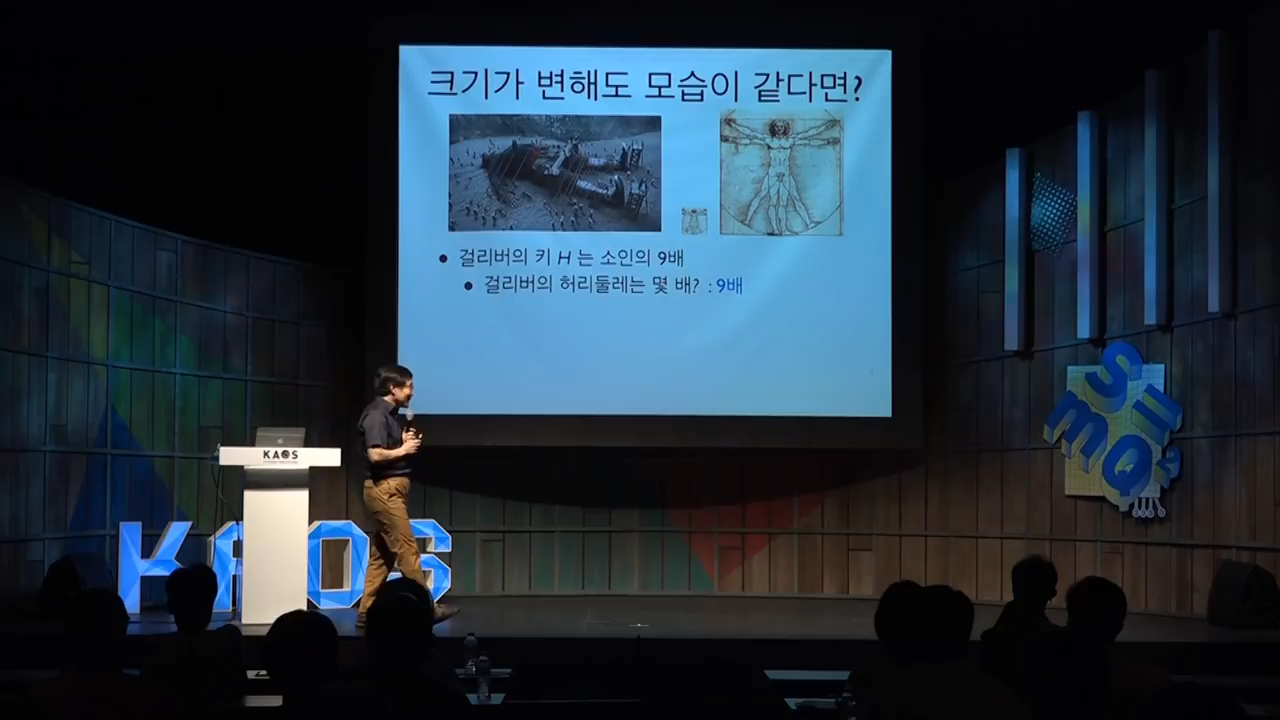 크기가 변해도 모습이 같다면?
● 걸리버의 키 H 는 소인의 9배
● 걸리버의 허리둘레는 몇 배? : 9배
KAOS
KAOS